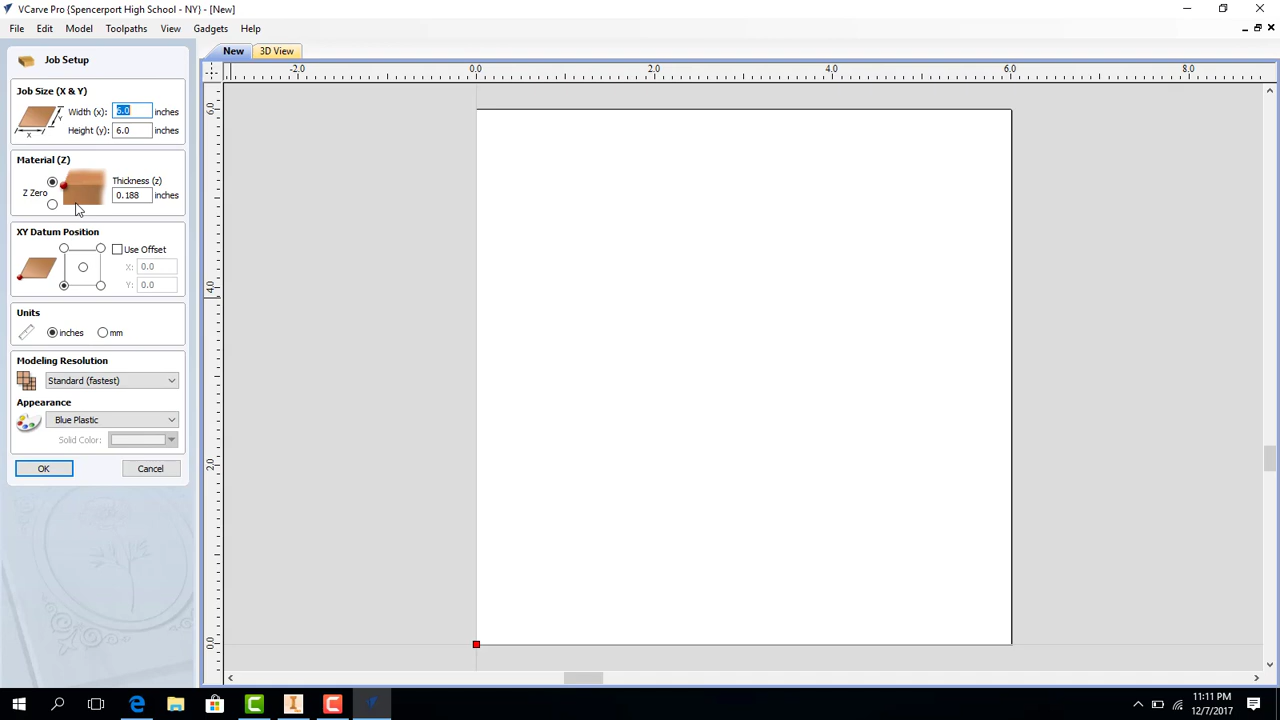 VCarve Pro {Spencerport High School - NY} - [New]
File Edit Model Toolpaths View Gadgets Help
New 3D View
Job Setup
-2.0 0.0 2.0 4.0 6.0 8.0
Job Size (X & Y)
Width (x): 6.0 inches
Height (y): 6.0 inches
X Y
Material (Z)
Thickness (z)
Z Zero 0.188 inches
XY Datum Position
Use Offset
X: 0.0
Y: 0.0
Units
inches mm
Modeling Resolution
Standard (fastest)
Appearance
Blue Plastic
Solid Color:
OK Cancel
6.0
4.0
2.0
0.0
11:11 PM
12/7/2017